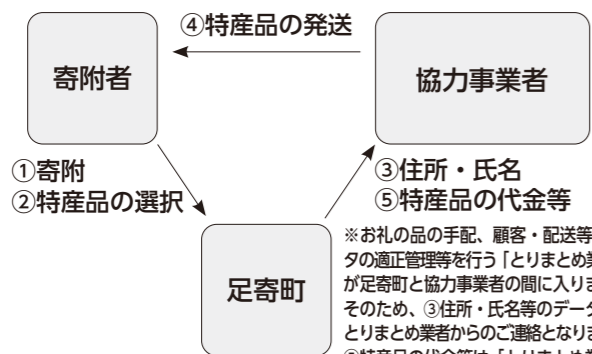 ④特産品の発送
寄附者
協力事業者
①寄附
②特産品の選択
③住所・氏名
⑤特産品の代金等
足寄町
※お礼の品の手配、顧客・配送等
タの適正管理等を行う「とりまとめ業
が足寄町と協力事業者の間に入りま
そのため、③住所・氏名等のデータ
とりまとめ業者からのご連絡となりま